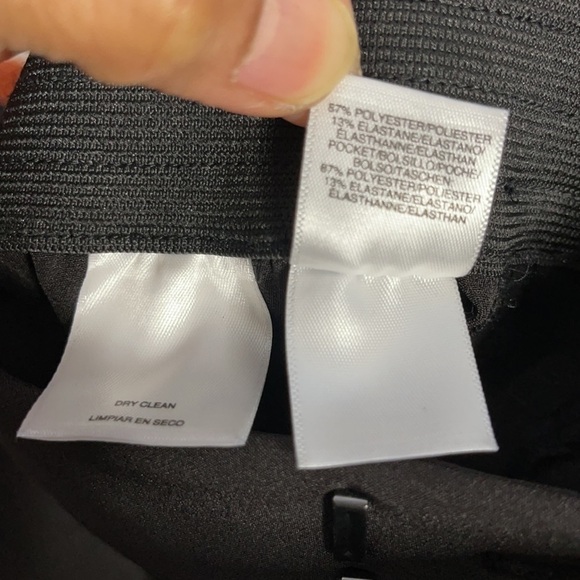 87% POLYESTER/POLIESTER
13% ELASTANE/ELASTANO/
ELASTHANNE/ELASTHAN
POCKET/BOLSILLO/POCHE/
BOLSO/TASCHEN:
87% POLYESTER/POLIESTER
13% ELASTANE/ELASTANO/
ELASTHANNE/ELASTHAN
DRY CLEAN
LIMPIAR EN SECO